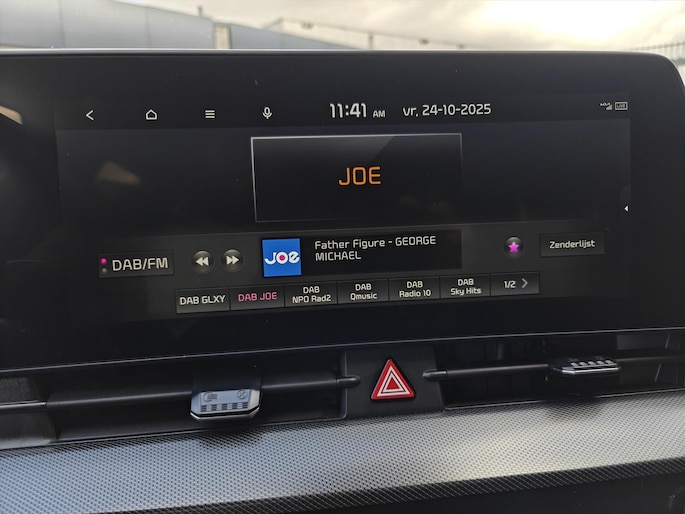 11:41 AM vr, 24-10-2025
JOE
DAB/FM
JOe
Father Figure - GEORGE
MICHAEL
Zenderlijst
DAB GLXY
DAB JOE
DAB
NPO Rad2
DAB
Qmusic
DAB
Radio 10
DAB
Sky Hits
1/2